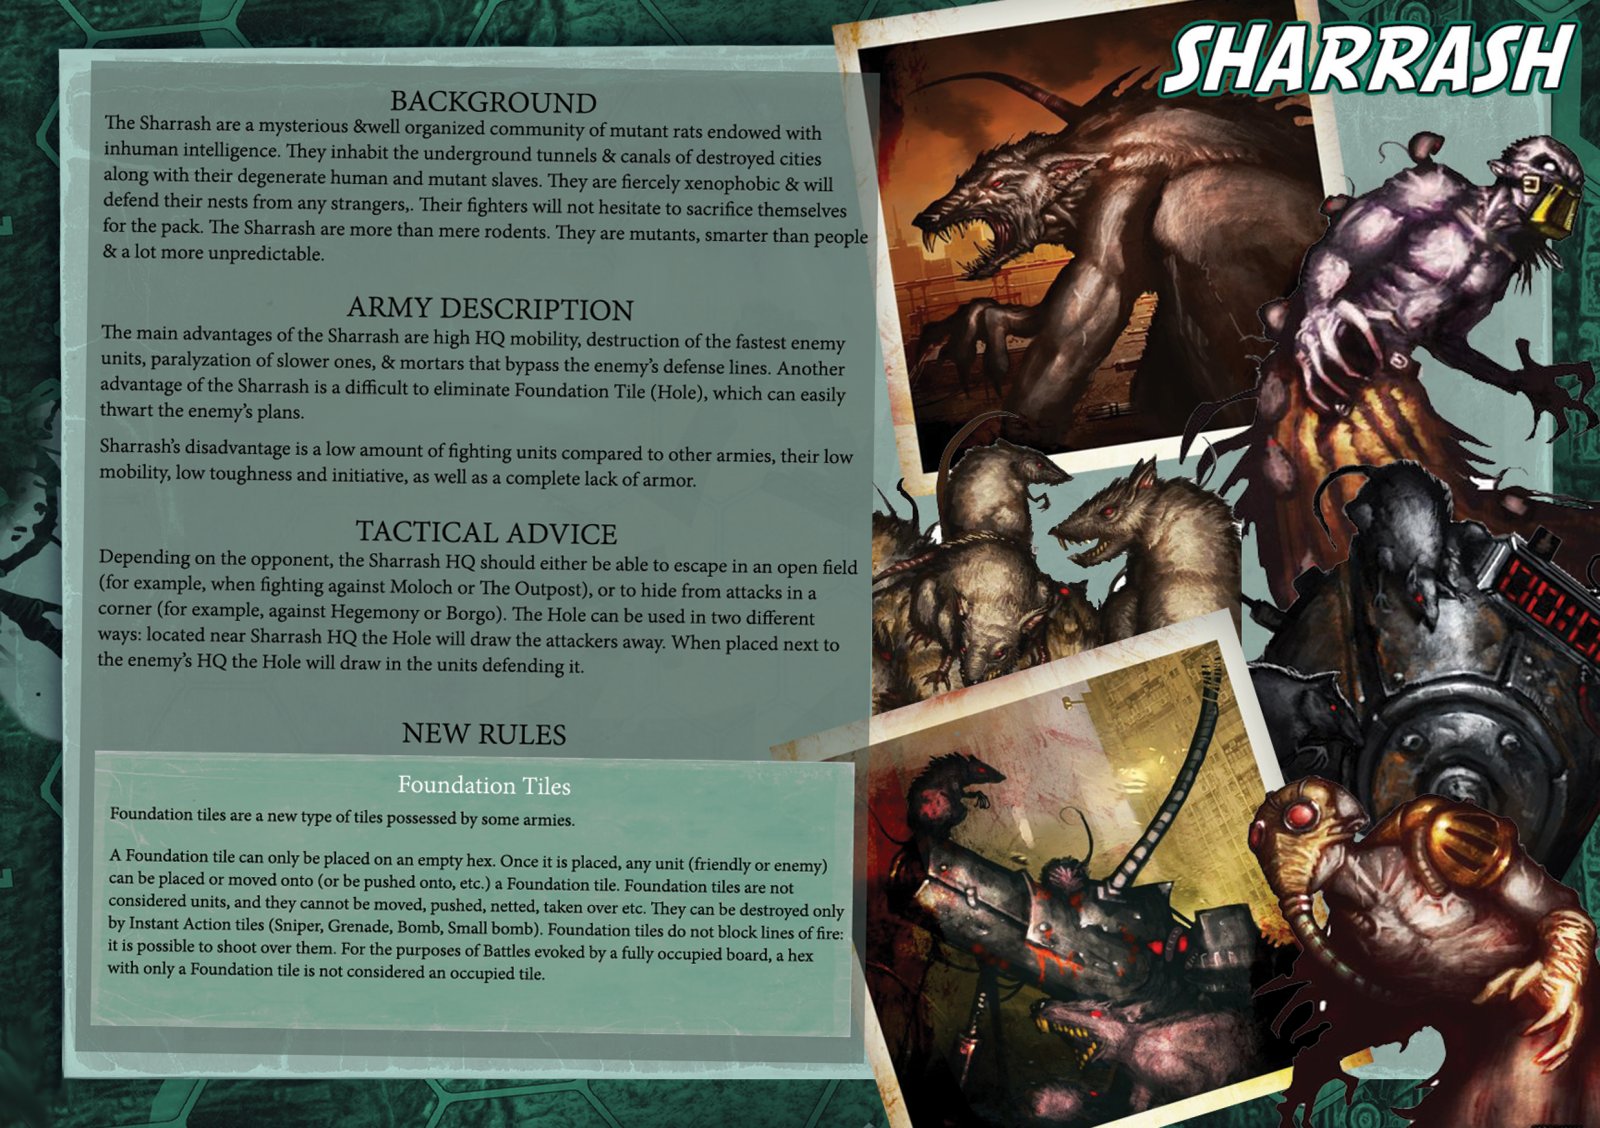 SHARRASH
BACKGROUND
The Sharrash are a mysterious &well organized community of mutant rats endowed with
inhuman intelligence. They inhabit the underground tunnels & canals of destroyed cities
along with their degenerate human and mutant slaves. They are fiercely xenophobic & will
defend their nests from any strangers,. Their fighters will not hesitate to sacrifice themselves
for the pack. The Sharrash are more than mere rodents. They are mutants, smarter than people
& a lot more unpredictable.
ARMY DESCRIPTION
The main advantages of the Sharrash are high HQ mobility, destruction of the fastest enemy
units, paralyzation of slower ones, & mortars that bypass the enemy's defense lines. Another
advantage of the Sharrash is a difficult to eliminate Foundation Tile (Hole), which can easily
thwart the enemy's plans.
Sharrash's disadvantage is a low amount of fighting units compared to other armies, their low
mobility, low toughness and initiative, as well as a complete lack of armor.
TACTICAL ADVICE
Depending on the opponent, the Sharrash HQ should either be able to escape in an open field
(for example, when fighting against Moloch or The Outpost), or to hide from attacks in a
corner (for example, against Hegemony or Borgo). The Hole can be used in two different
ways: located near Sharrash HQ the Hole will draw the attackers away. When placed next to
the enemy's HQ the Hole will draw in the units defending it.
NEW RULES
Foundation Tiles
Foundation tiles are a new type of tiles possessed by some armies.
A Foundation tile can only be placed on an empty hex. Once it is placed, any unit (friendly or enemy)
can be placed or moved onto (or be pushed onto, etc.) a Foundation tile. Foundation tiles are not
considered units, and they cannot be moved, pushed, netted, taken over etc. They can be destroyed only
by Instant Action tiles (Sniper, Grenade, Bomb, Small bomb). Foundation tiles do not block lines of fire:
it is possible to shoot over them. For the purposes of Battles evoked by a fully occupied board, a hex
with only a Foundation tile is not considered an occupied tile.